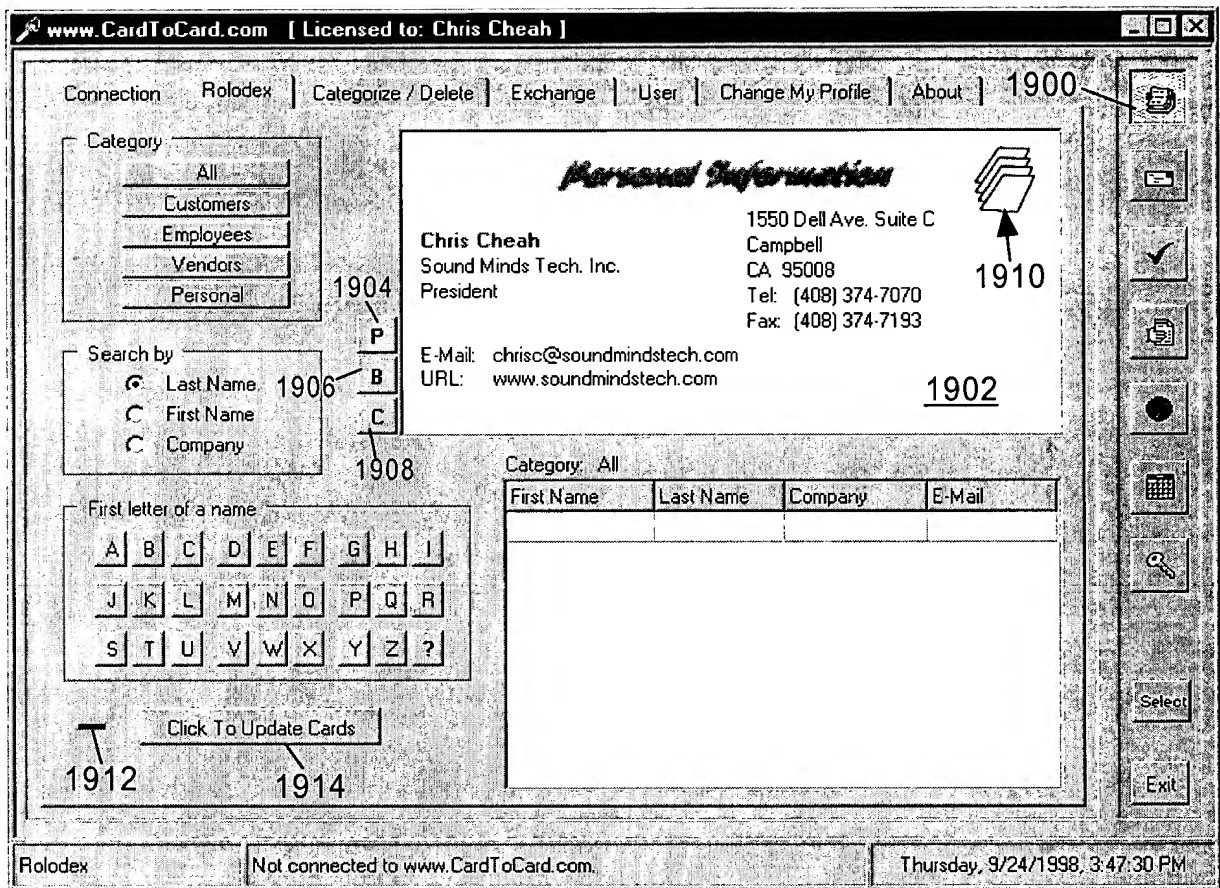 www.CardToCard.com [ Licensed to: Chris Cheah ]
Connection Rolodex Categorize / Delete Exchange User Change My Profile About 1900
Category
All
Customers
Employees
Vendors
Personal
Search by
Last Name
First Name
Company
1904
P
1906
B
C
1908
Personal Information
Chris Cheah
Sound Minds Tech. Inc.
President
1550 Dell Ave. Suite C
Campbell
CA 95008
Tel: (408) 374-7070
Fax: (408) 374-7193
1910
E-Mail: chrisc@soundmindstech.com
URL: www.soundmindstech.com
1902
First letter of a name
A B C D E F G H I
J K L M N O P Q R
S T U V W X Y Z ?
Category: All
First Name Last Name Company E-Mail
Click To Update Cards
1912
1914
Select
Exit
Rolodex
Not connected to www.CardToCard.com.
Thursday, 9/24/1998, 3:47:30 PM